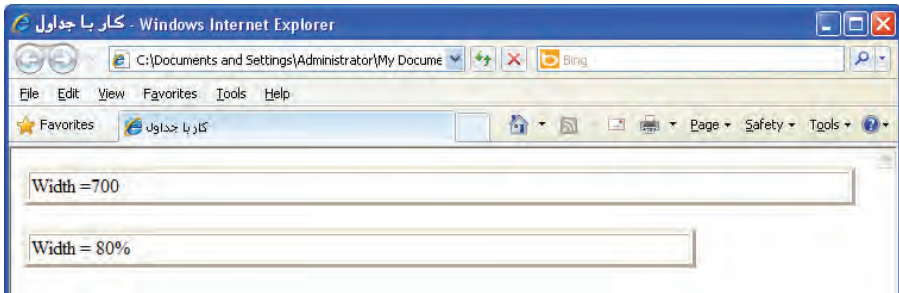 کار با جداول - Windows Internet Explorer
C:\Documents and Settings\Administrator\My Docume Bing
File Edit View Favorites Tools Help
Favorites کار با جداول Page Safety Tools
Width =700
Width = 80%